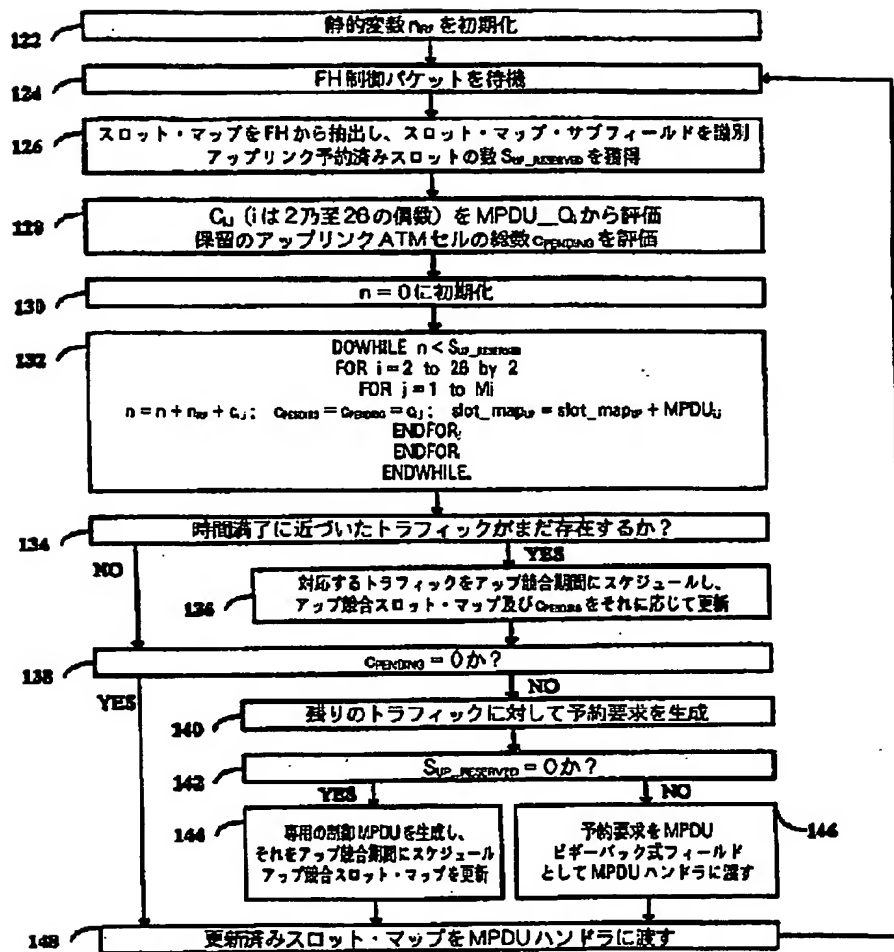 122
静的変数 nRF を初期化
124
FH制御パケットを待機
126
スロット・マップをFHから抽出し、スロット・マップ・サブフィールドを識別
アップリンク予約済みスロットの数 SUP_RESERVED を獲得
128
Ci,j (iは2乃至26の偶数) をMPDU_Qiから評価
保留のアップリンクATMセルの総数 CPENDING を評価
130
n=0に初期化
132
DOWHILE n < SUP_RESERVED
FOR i=2 to 26 by 2
FOR j=1 to Mi
n = n + nRF + ci,j; cPENDING = cPENDING = ci,j; slot_mapUP = slot_mapUP + MPDUi,j
ENDFORj
ENDFORi
ENDWHILE.
134
時間満了に近づいたトラフィックがまだ存在するか?
NO
YES
136
対応するトラフィックをアップ競合期間にスケジュールし、
アップ競合スロット・マップ及びcPENDINGをそれに応じて更新
138
cPENDING=0か?
YES
NO
140
残りのトラフィックに対して予約要求を生成
142
SUP_RESERVED=0か?
YES
NO
144
専用の制御MPDUを生成し、
それをアップ競合期間にスケジュール
アップ競合スロット・マップを更新
146
予約要求をMPDU
ピギーバック式フィールド
としてMPDUハンドラに渡す
148
更新済みスロット・マップをMPDUハンドラに渡す